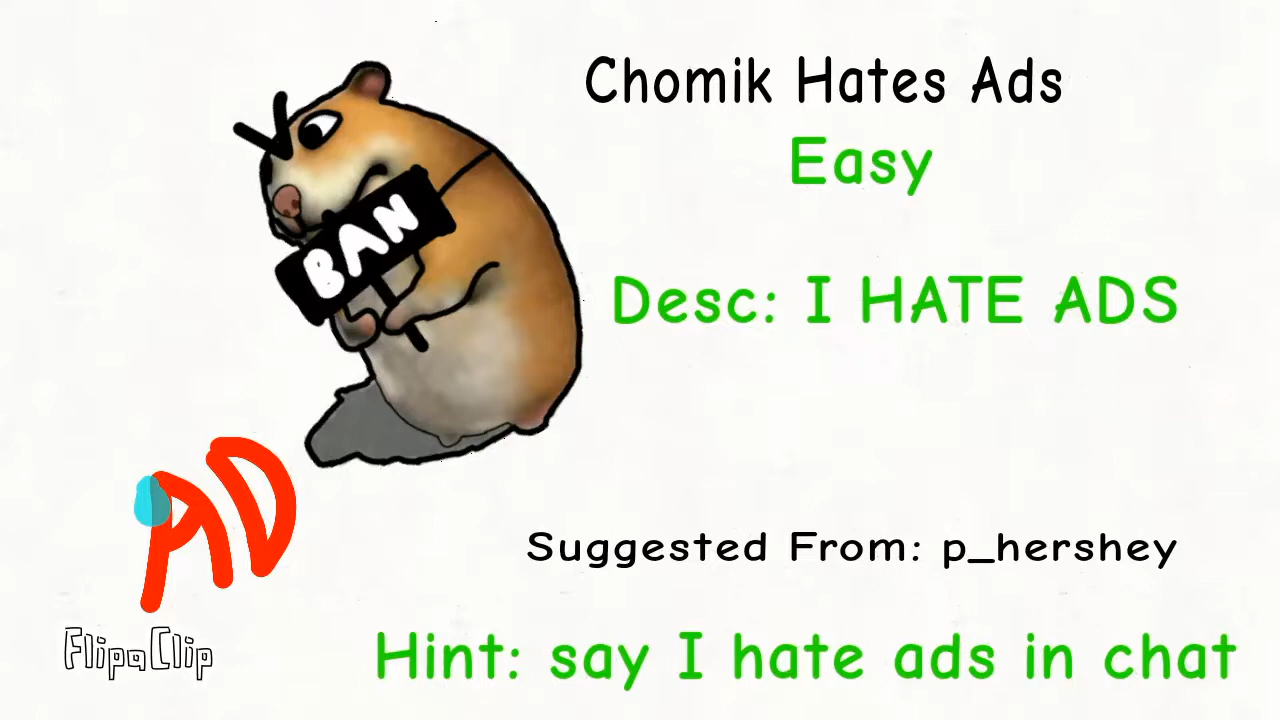 Chomik Hates Ads
Easy
BAN
Desc: I HATE ADS
AD
Suggested From: p_hershey
FlipaClip
Hint: say I hate ads in chat